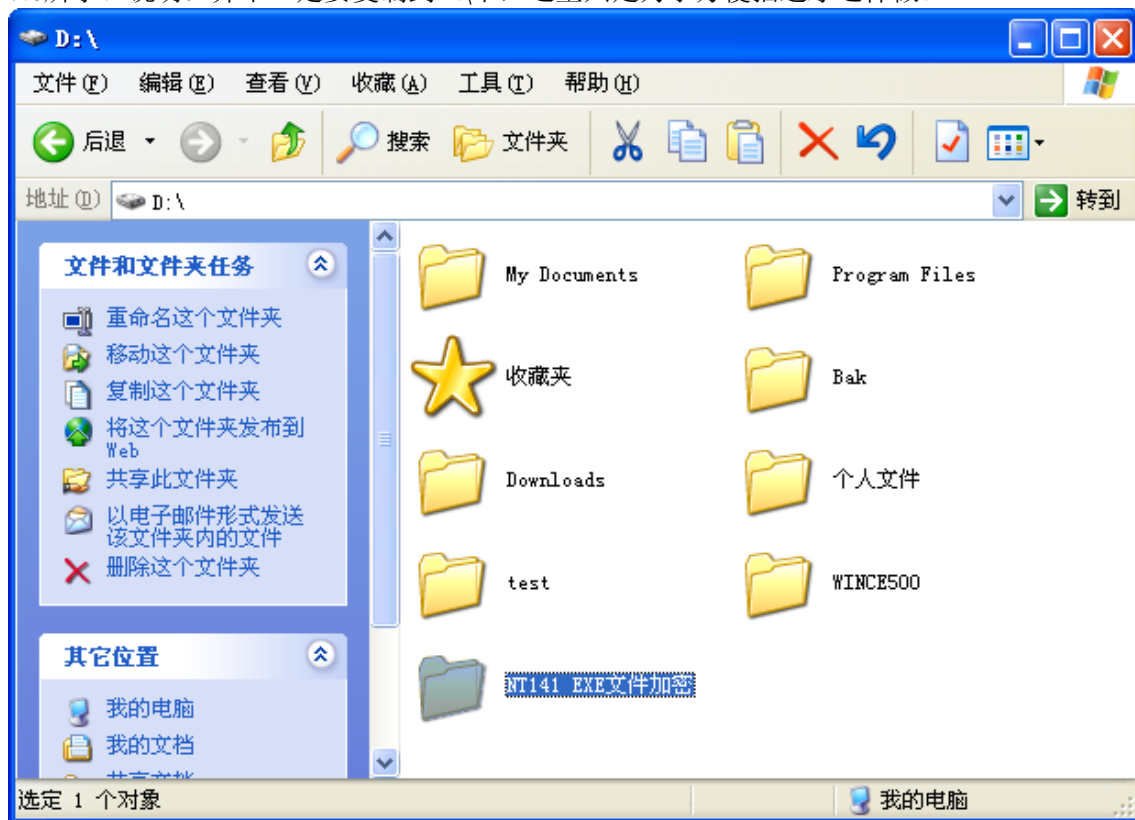 D:\
文件(F) 编辑(E) 查看(V) 收藏(A) 工具(T) 帮助(H)
后退 搜索 文件夹
地址(D) D:\ 转到
文件和文件夹任务
重命名这个文件夹
移动这个文件夹
复制这个文件夹
将这个文件夹发布到
Web
共享此文件夹
以电子邮件形式发送
该文件夹内的文件
删除这个文件夹
其它位置
我的电脑
我的文档
My Documents
Program Files
收藏夹
Bak
Downloads
个人文件
test
WINCE500
NT141 EXE文件加密
选定 1 个对象
我的电脑